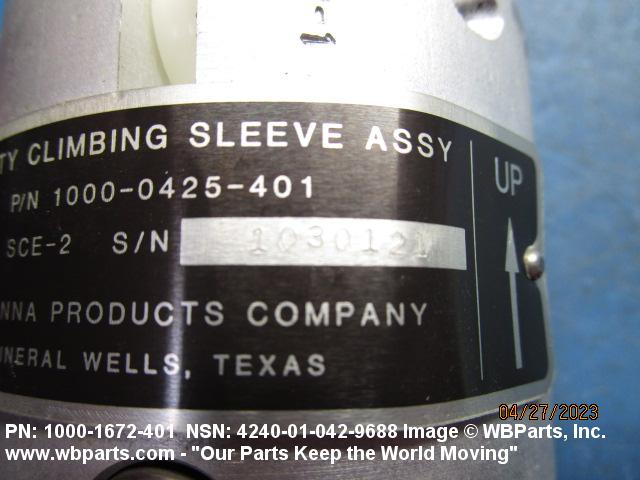 TY CLIMBING SLEEVE ASSY
UP
P/N 1000-0425-401
SCE-2 S/N 1030121
NNA PRODUCTS COMPANY
NERAL WELLS, TEXAS
04/27/2023
PN: 1000-1672-401 NSN: 4240-01-042-9688 Image © WBParts, Inc.
www.wbparts.com - "Our Parts Keep the World Moving"